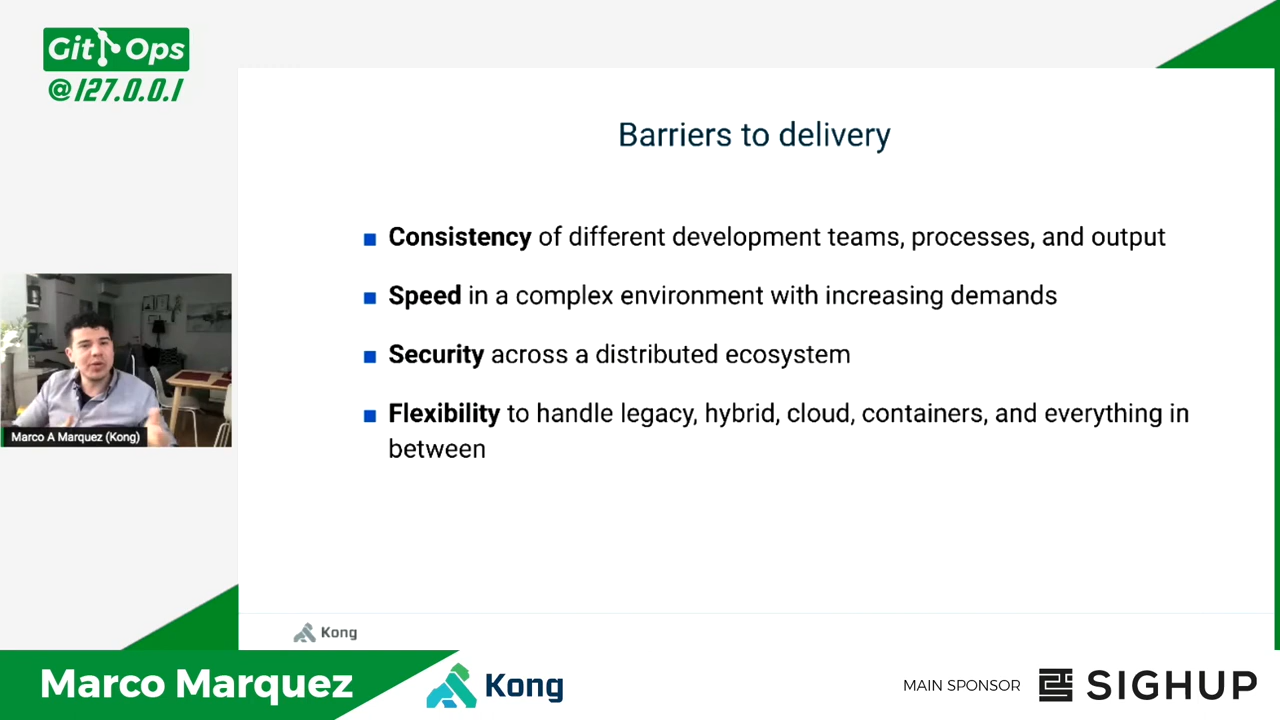 Git Ops
@127.0.0.1
Barriers to delivery
Consistency of different development teams, processes, and output
Speed in a complex environment with increasing demands
Security across a distributed ecosystem
Flexibility to handle legacy, hybrid, cloud, containers, and everything in
between
Marco A Marquez (Kong)
Kong
Marco Marquez
Kong
MAIN SPONSOR
SIGHUP